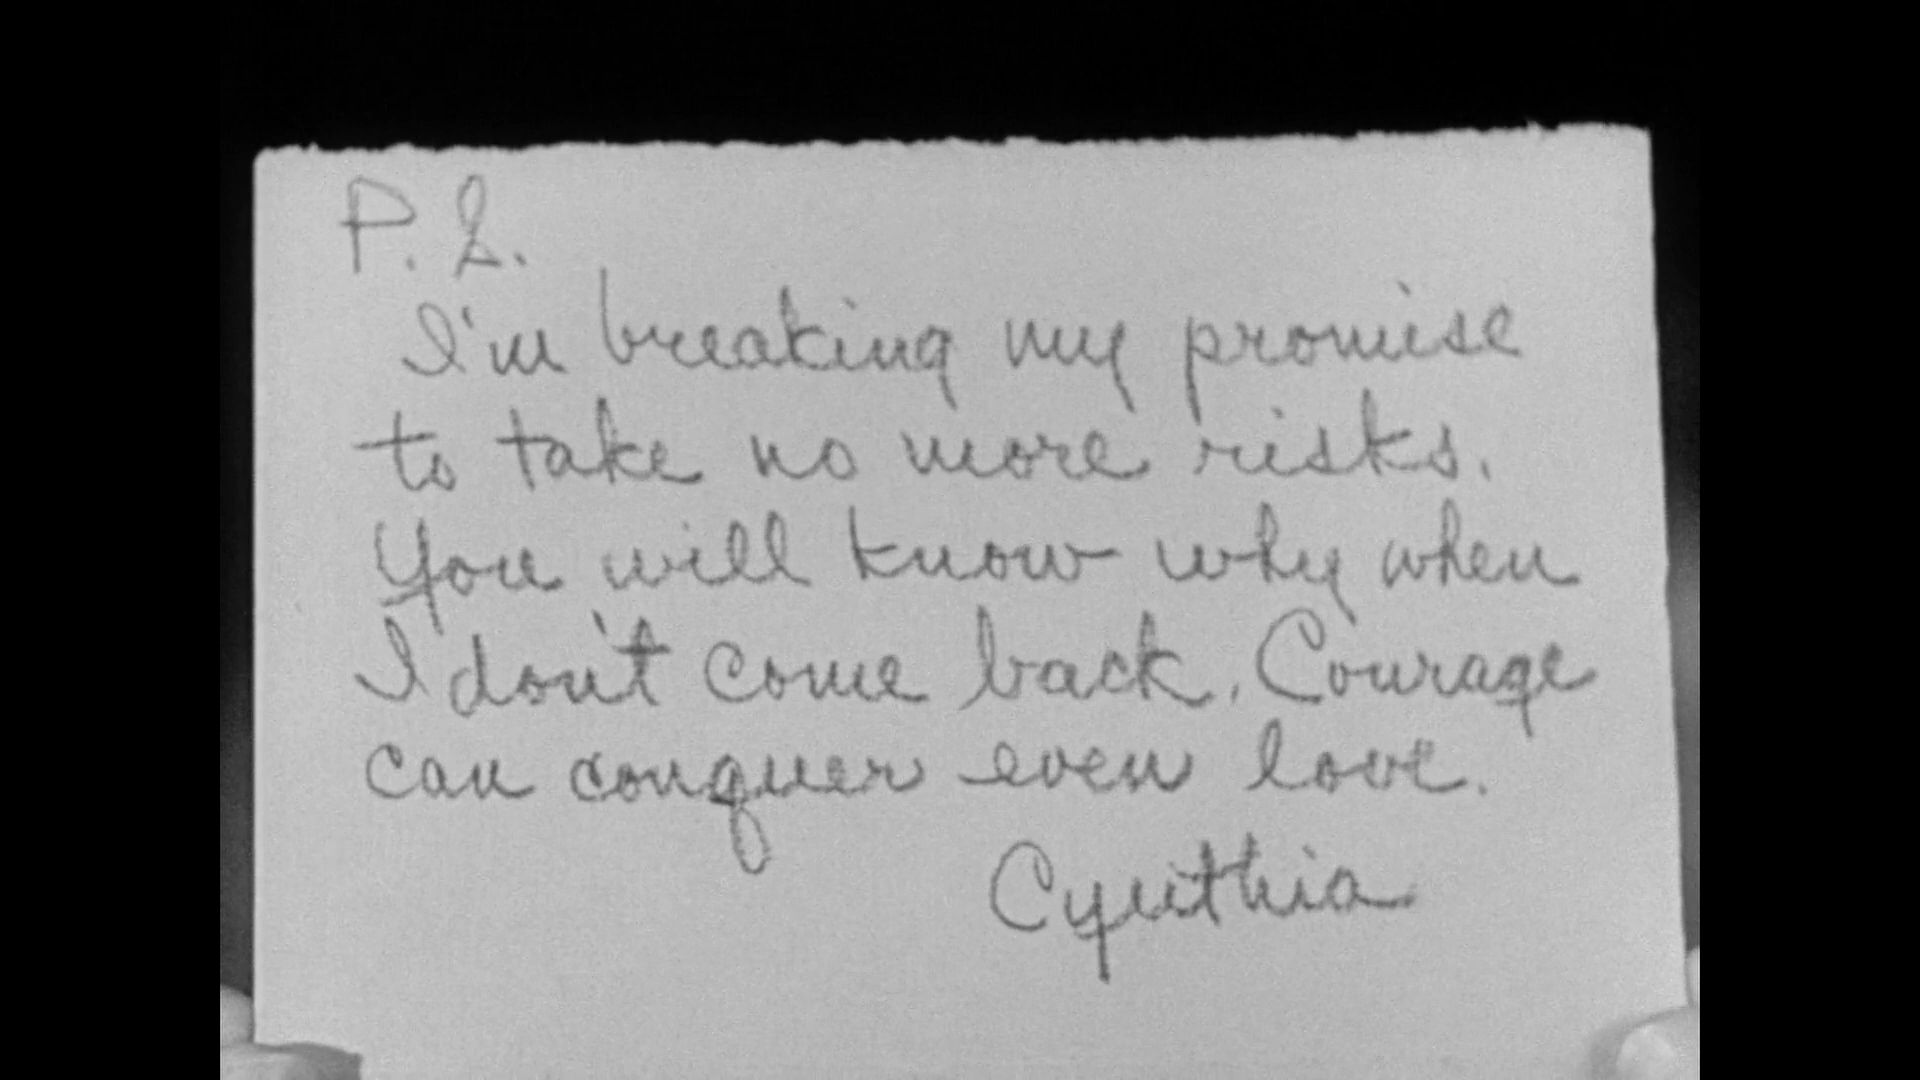 P.S.
I'm breaking my promise
to take no more risks.
You will know why when
I don't come back. Courage
can conquer even love.
Cynthia